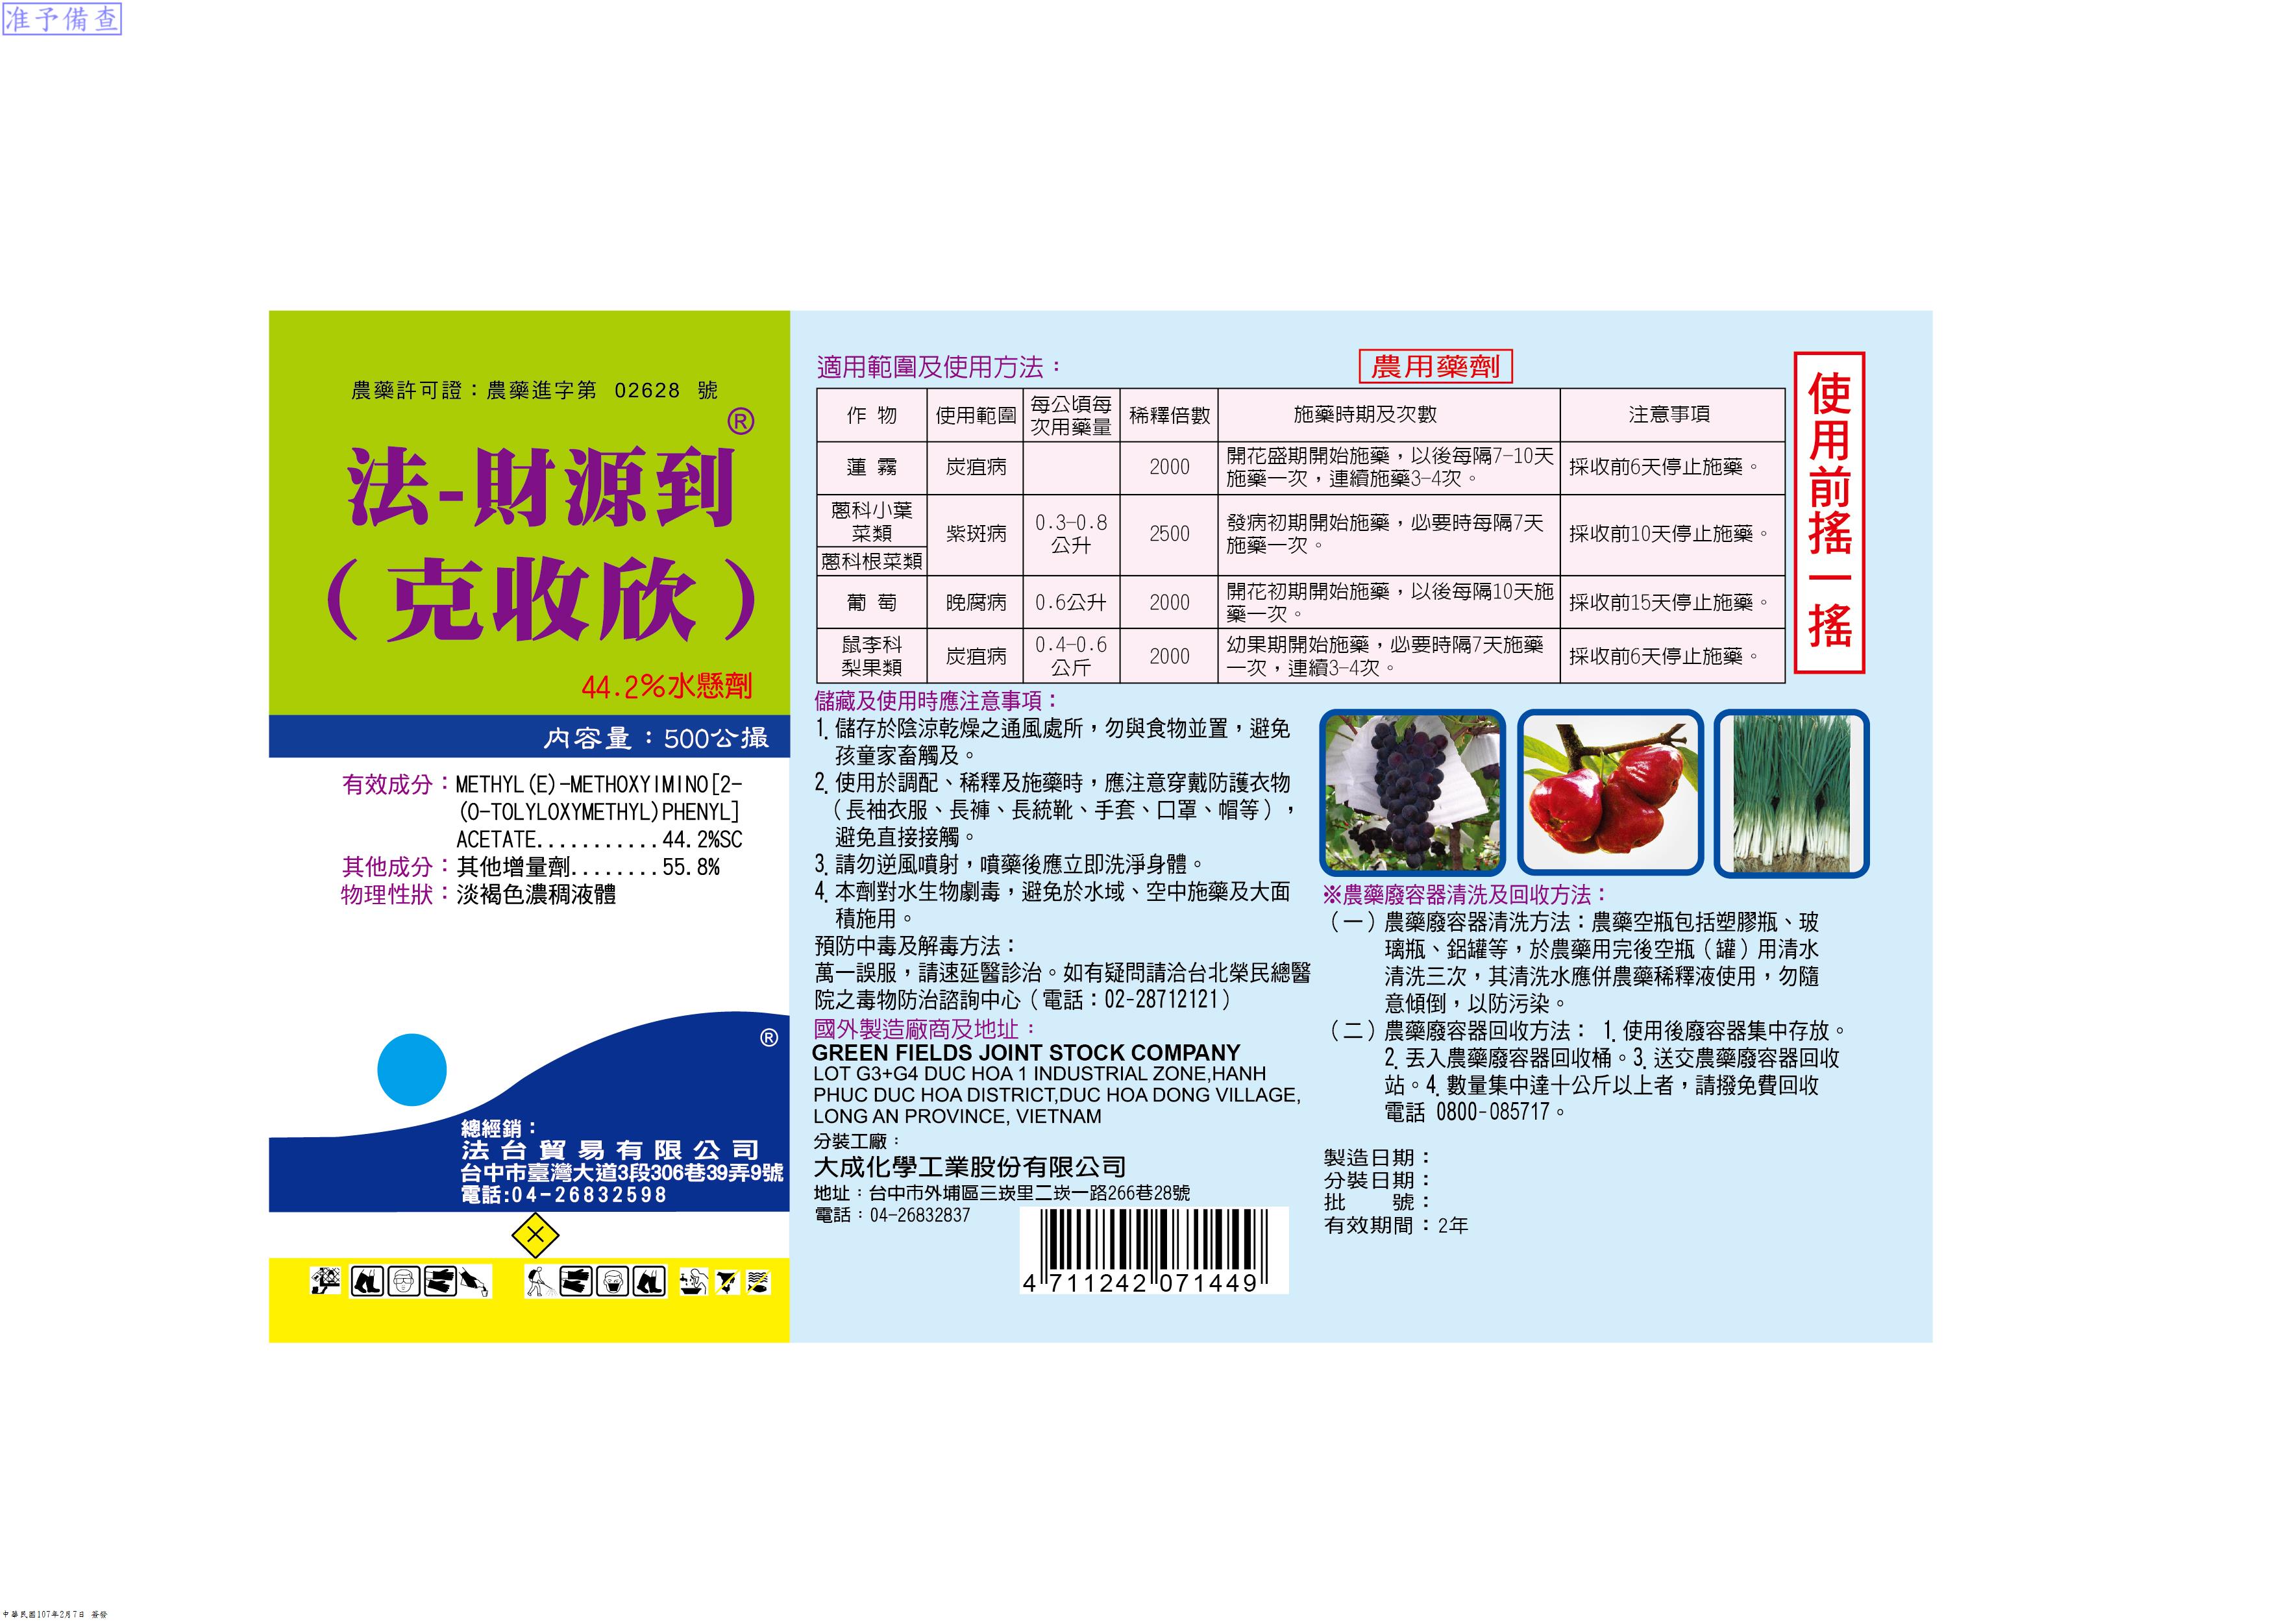 准予備查
農藥許可證：農藥進字第 02628 號
®
法-財源到
（克收欣）
44.2%水懸劑
內容量：500公撮
有效成分：METHYL(E)-METHOXYIMINO[2-
(O-TOLYLOXYMETHYL)PHENYL]
ACETATE...........44.2%SC
其他成分：其他增量劑........55.8%
物理性狀：淡褐色濃稠液體
®
總經銷：
法台貿易有限公司
台中市臺灣大道3段306巷39弄9號
電話:04-26832598
適用範圍及使用方法：
農用藥劑
作 物 使用範圍 每公頃每次用藥量 稀釋倍數 施藥時期及次數 注意事項
蓮 霧 炭疽病 2000 開花盛期開始施藥，以後每隔7-10天
施藥一次，連續施藥3-4次。 採收前6天停止施藥。
蔥科小葉
菜類
蔥科根菜類
紫斑病 0.3-0.8
公升 2500 發病初期開始施藥，必要時每隔7天
施藥一次。 採收前10天停止施藥。
葡 萄 晚腐病 0.6公升 2000 開花初期開始施藥，以後每隔10天施
藥一次。 採收前15天停止施藥。
鼠李科
梨果類 炭疽病 0.4-0.6
公斤 2000 幼果期開始施藥，必要時隔7天施藥
一次，連續3-4次。 採收前6天停止施藥。
使用前搖一搖
儲藏及使用時應注意事項：
1. 儲存於陰涼乾燥之通風處所，勿與食物並置，避免
孩童家畜觸及。
2. 使用於調配、稀釋及施藥時，應注意穿戴防護衣物
（長袖衣服、長褲、長統靴、手套、口罩、帽等），
避免直接接觸。
3. 請勿逆風噴射，噴藥後應立即洗淨身體。
4. 本劑對水生物劇毒，避免於水域、空中施藥及大面
積施用。
預防中毒及解毒方法：
萬一誤服，請速延醫診治。如有疑問請洽台北榮民總醫
院之毒物防治諮詢中心（電話：02-28712121）
國外製造廠商及地址：
GREEN FIELDS JOINT STOCK COMPANY
LOT G3+G4 DUC HOA 1 INDUSTRIAL ZONE,HANH
PHUC DUC HOA DISTRICT,DUC HOA DONG VILLAGE,
LONG AN PROVINCE, VIETNAM
分裝工廠：
大成化學工業股份有限公司
地址：台中市外埔區三崁里二崁一路266巷28號
電話：04-26832837
4 711242 071449
※農藥廢容器清洗及回收方法：
（一）農藥廢容器清洗方法：農藥空瓶包括塑膠瓶、玻
璃瓶、鋁罐等，於農藥用完後空瓶（罐）用清水
清洗三次，其清洗水應併農藥稀釋液使用，勿隨
意傾倒，以防污染。
（二）農藥廢容器回收方法： 1. 使用後廢容器集中存放。
2. 丟入農藥廢容器回收桶。3. 送交農藥廢容器回收
站。4. 數量集中達十公斤以上者，請撥免費回收
電話 0800-085717。
製造日期：
分裝日期：
批 號：
有效期間：2年
中華民國107年2月7日 簽發